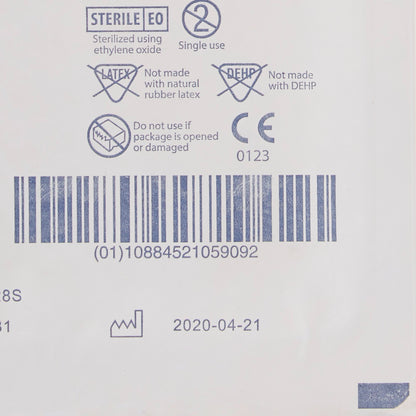 STERILE EO
Sterilized using
ethylene oxide
2
Single use
LATEX
Not made
with natural
rubber latex
DEHP
Not made
with DEHP
Do not use if
package is opened
or damaged
CE
0123
(01)10884521059092
8S
1
2020-04-21